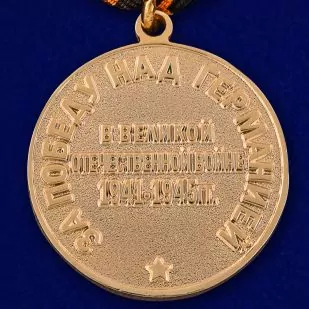 ЗА ПОБЕДУ НАД ГЕРМАНИЕЙ
В ВЕЛИКОЙ
ОТЕЧЕСТВЕННОЙ ВОЙНЕ
1941-1945 ГГ.